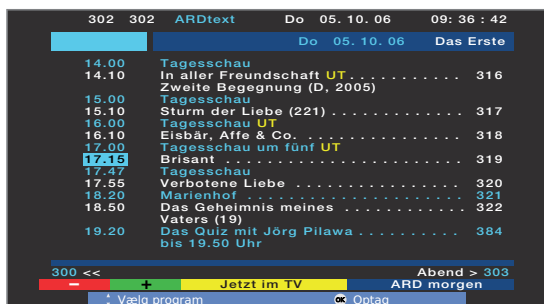 302 302 ARDtext Do 05. 10. 06 09: 36 : 42
Do 05. 10. 06 Das Erste
14.00 Tagesschau
14.10 In aller Freundschaft UT........... 316
Zweite Begegnung (D, 2005)
15.00 Tagesschau
15.10 Sturm der Liebe (221) ............. 317
16.00 Tagesschau UT
16.10 Eisbär, Affe & Co. ................ 318
17.00 Tagesschau um fünf UT
17.15 Brisant ........................ 319
17.47 Tagesschau
17.55 Verbotene Liebe ................. 320
18.20 Marienhof ...................... 321
18.50 Das Geheimnis meines ............ 322
Vaters (19)
19.20 Das Quiz mit Jörg Pilawa .......... 384
bis 19.50 Uhr
300 << Abend > 303
– + Jetzt im TV ARD morgen
Vælg program OK Optag